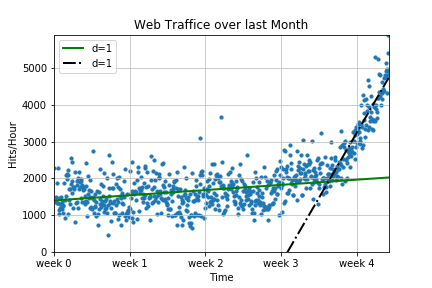 Web Traffice over last Month
d=1
d=1
5000
4000
3000
2000
1000
0
Hits/Hour
week 0 week 1 week 2 week 3 week 4
Time